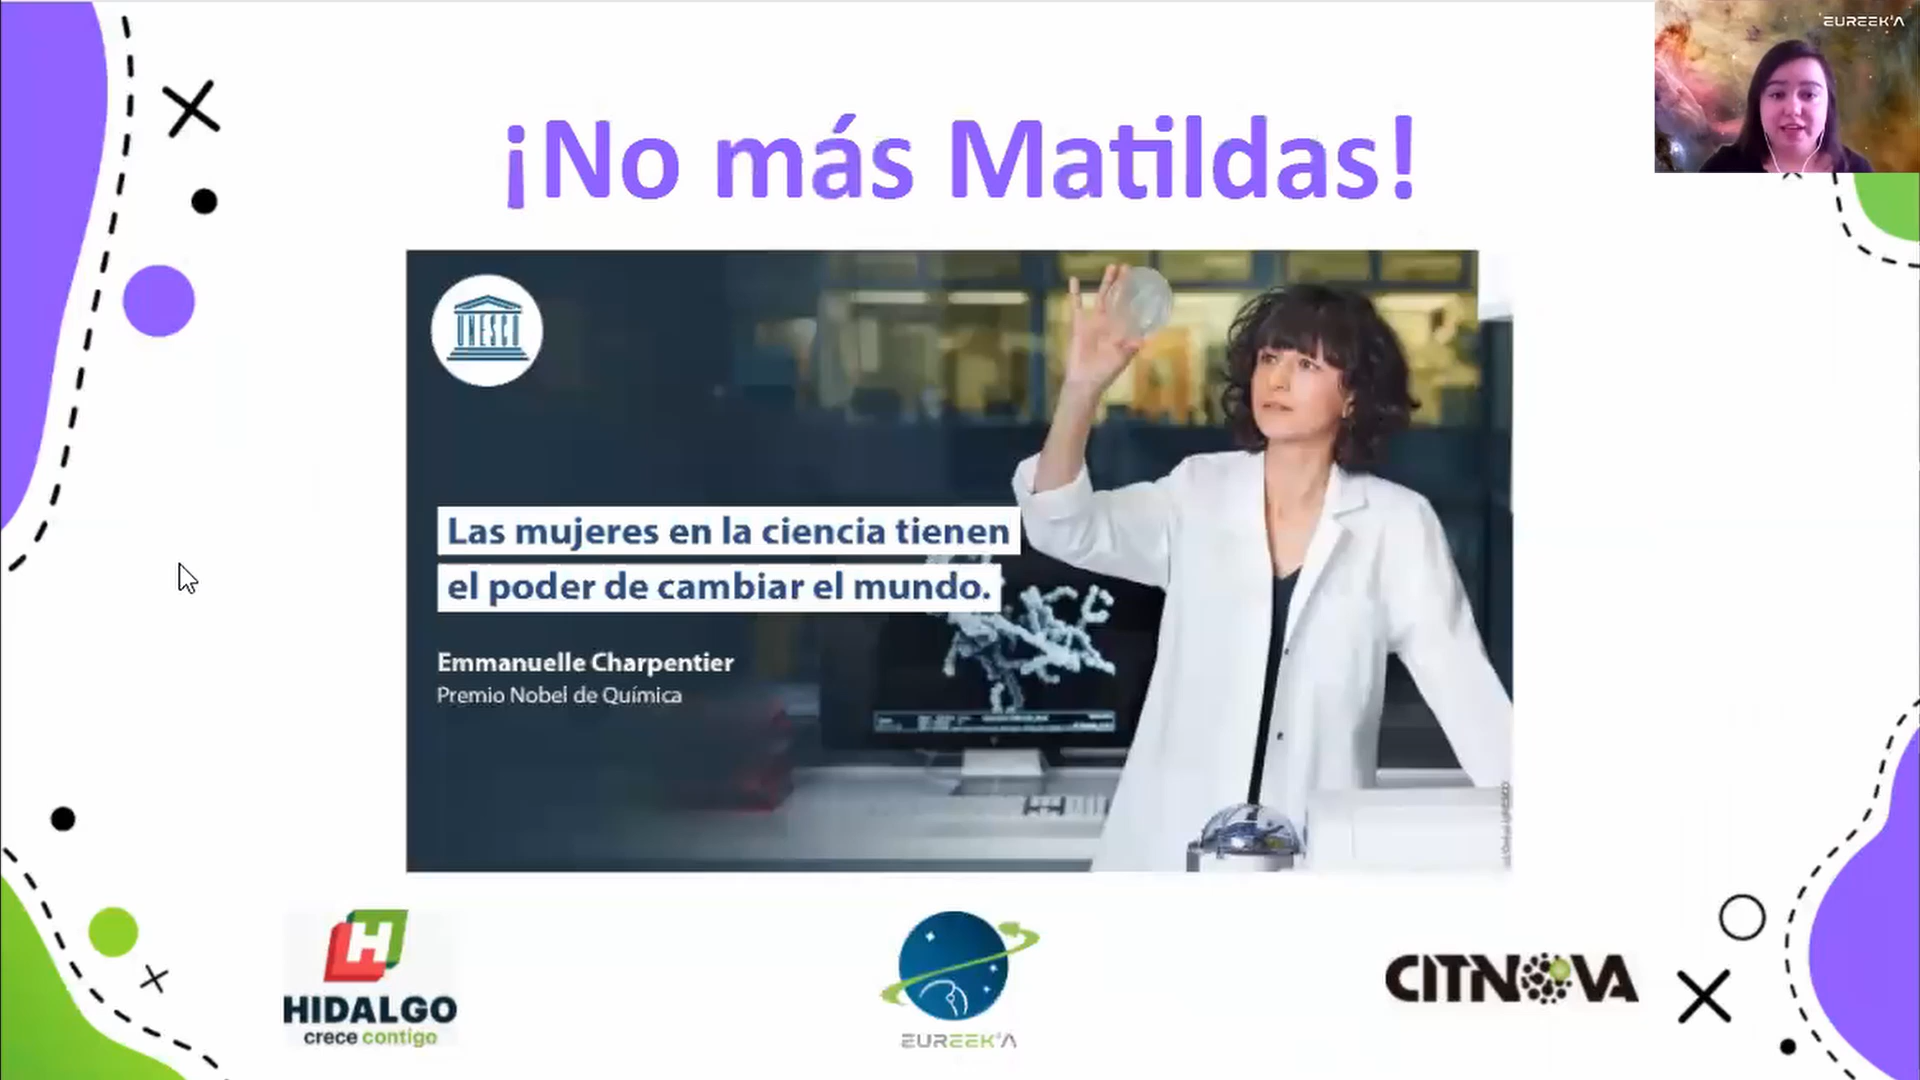 EUREEK'A
¡No más Matildas!
UNESCO
Las mujeres en la ciencia tienen
el poder de cambiar el mundo.
Emmanuelle Charpentier
Premio Nobel de Química
H
HIDALGO
crece contigo
EUREEK'A
CITNOVA